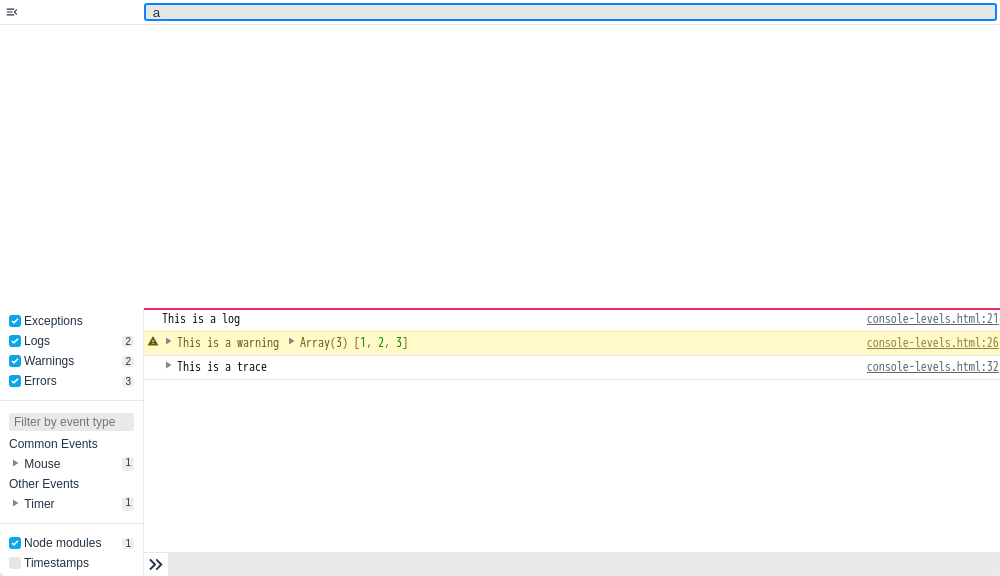 a
Exceptions
Logs 2
Warnings 2
Errors 3
Filter by event type
Common Events
Mouse 1
Other Events
Timer 1
Node modules 1
Timestamps
This is a log console-levels.html:21
This is a warning Array(3) [1, 2, 3] console-levels.html:26
This is a trace console-levels.html:32